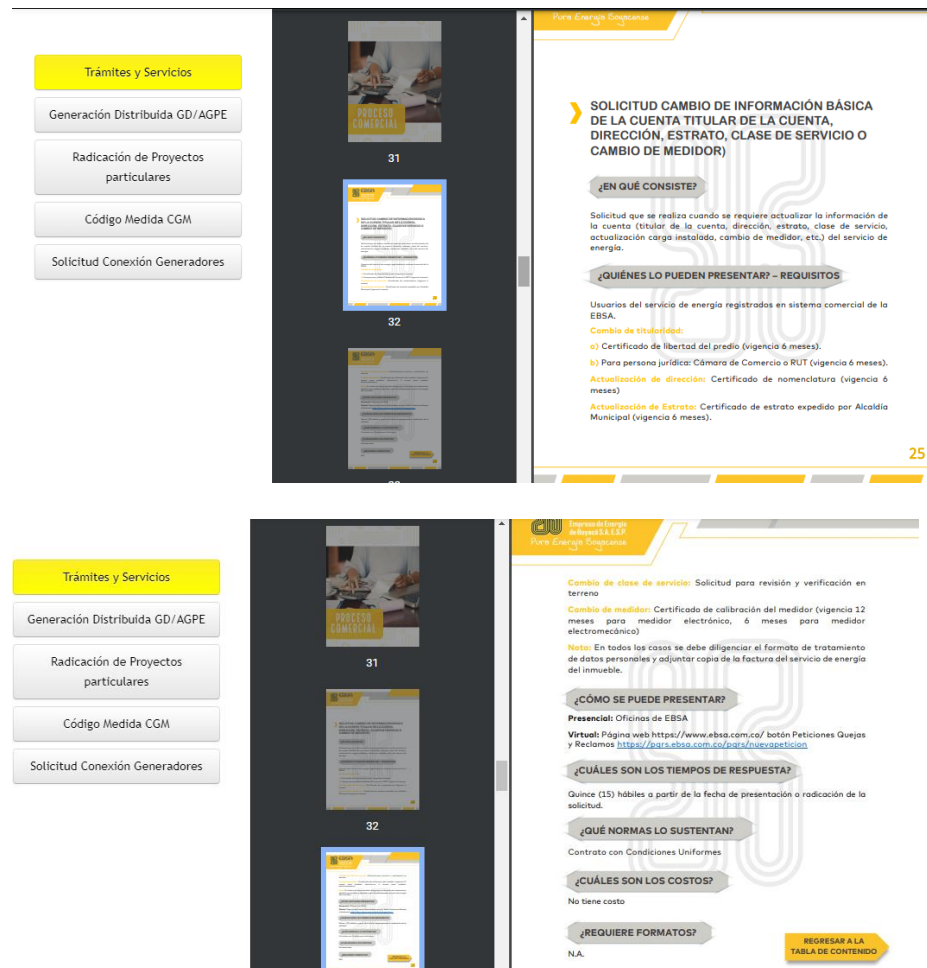 Pura Energía Boyacense
Trámites y Servicios
Generación Distribuida GD/AGPE
Radicación de Proyectos
particulares
Código Medida CGM
Solicitud Conexión Generadores
PROCESO
COMERCIAL
31
32
SOLICITUD CAMBIO DE INFORMACIÓN BÁSICA
DE LA CUENTA TITULAR DE LA CUENTA,
DIRECCIÓN, ESTRATO, CLASE DE SERVICIO O
CAMBIO DE MEDIDOR)
¿EN QUÉ CONSISTE?
Solicitud que se realiza cuando se requiere actualizar la información de
la cuenta (titular de la cuenta, dirección, estrato, clase de servicio,
actualización carga instalada, cambio de medidor, etc.) del servicio de
energía.
¿QUIÉNES LO PUEDEN PRESENTAR? – REQUISITOS
Usuarios del servicio de energía registrados en sistema comercial de la
EBSA.
Cambio de titularidad:
a) Certificado de libertad del predio (vigencia 6 meses).
b) Para persona jurídica: Cámara de Comercio o RUT (vigencia 6 meses).
Actualización de dirección: Certificado de nomenclatura (vigencia 6
meses)
Actualización de Estrato: Certificado de estrato expedido por Alcaldía
Municipal (vigencia 6 meses).
25
Trámites y Servicios
Generación Distribuida GD/AGPE
Radicación de Proyectos
particulares
Código Medida CGM
Solicitud Conexión Generadores
PROCESO
COMERCIAL
31
32
Empresa de Energía
de Boyacá S.A. E.S.P.
Pura Energía Boyacense
Cambio de clase de servicio: Solicitud para revisión y verificación en
terreno
Cambio de medidor: Certificado de calibración del medidor (vigencia 12
meses para medidor electrónico, 6 meses para medidor
electromecánico)
Nota: En todos los casos se debe diligenciar el formato de tratamiento
de datos personales y adjuntar copia de la factura del servicio de energía
del inmueble.
¿CÓMO SE PUEDE PRESENTAR?
Presencial: Oficinas de EBSA
Virtual: Página web https://www.ebsa.com.co/ botón Peticiones Quejas
y Reclamos https://pqrs.ebsa.com.co/pqrs/nuevapeticion
¿CUÁLES SON LOS TIEMPOS DE RESPUESTA?
Quince (15) hábiles a partir de la fecha de presentación o radicación de la
solicitud.
¿QUÉ NORMAS LO SUSTENTAN?
Contrato con Condiciones Uniformes
¿CUÁLES SON LOS COSTOS?
No tiene costo
¿REQUIERE FORMATOS?
N.A.
REGRESAR A LA
TABLA DE CONTENIDO